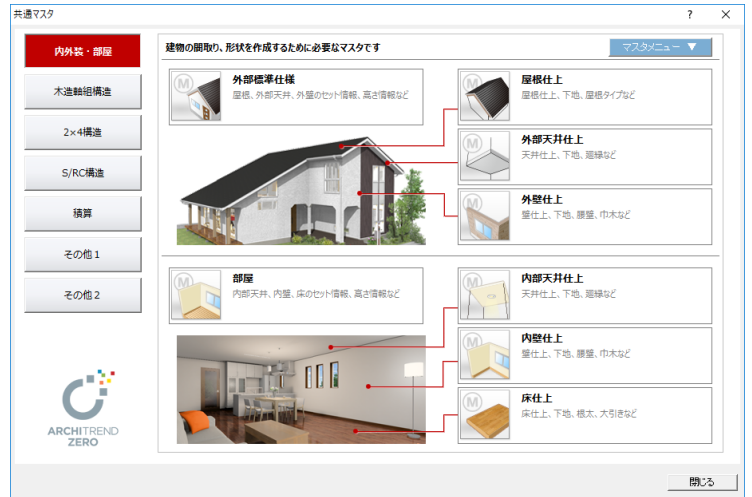 共通マスタ
? ×
内外装・部屋
木造軸組構造
2×4構造
S/RC構造
積算
その他1
その他2
ARCHITREND
ZERO
建物の間取り、形状を作成するために必要なマスタです
マスタメニュー ▼
M
外部標準仕様
屋根、外部天井、外壁のセット情報、高さ情報など
M
屋根仕上
屋根仕上、下地、屋根タイプなど
M
外部天井仕上
天井仕上、下地、廻縁など
M
外壁仕上
壁仕上、下地、腰壁、巾木など
M
部屋
内部天井、内壁、床のセット情報、高さ情報など
M
内部天井仕上
天井仕上、下地、廻縁など
M
内壁仕上
壁仕上、下地、腰壁、巾木など
M
床仕上
床仕上、下地、根太、大引きなど
閉じる